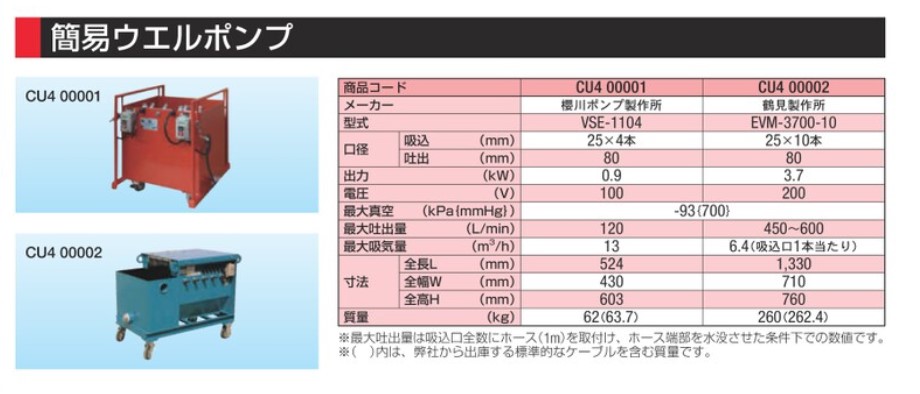 簡易ウエルポンプ
CU4 00001
CU4 00002
商品コード CU4 00001 CU4 00002
メーカー 櫻川ポンプ製作所 鶴見製作所
型式 VSE-1104 EVM-3700-10
口径 吸込 (mm) 25×4本 25×10本
吐出 (mm) 80 80
出力 (kW) 0.9 3.7
電圧 (V) 100 200
最大真空 (kPa{mmHg}) -93{700}
最大吐出量 (L/min) 120 450～600
最大吸気量 (m³/h) 13 6.4(吸込口1本当たり)
寸法 全長L (mm) 524 1,330
全幅W (mm) 430 710
全高H (mm) 603 760
質量 (kg) 62(63.7) 260(262.4)
※最大吐出量は吸込口全数にホース(1m)を取付け、ホース端部を水没させた条件下での数値です。
※( )内は、弊社から出庫する標準的なケーブルを含む質量です。